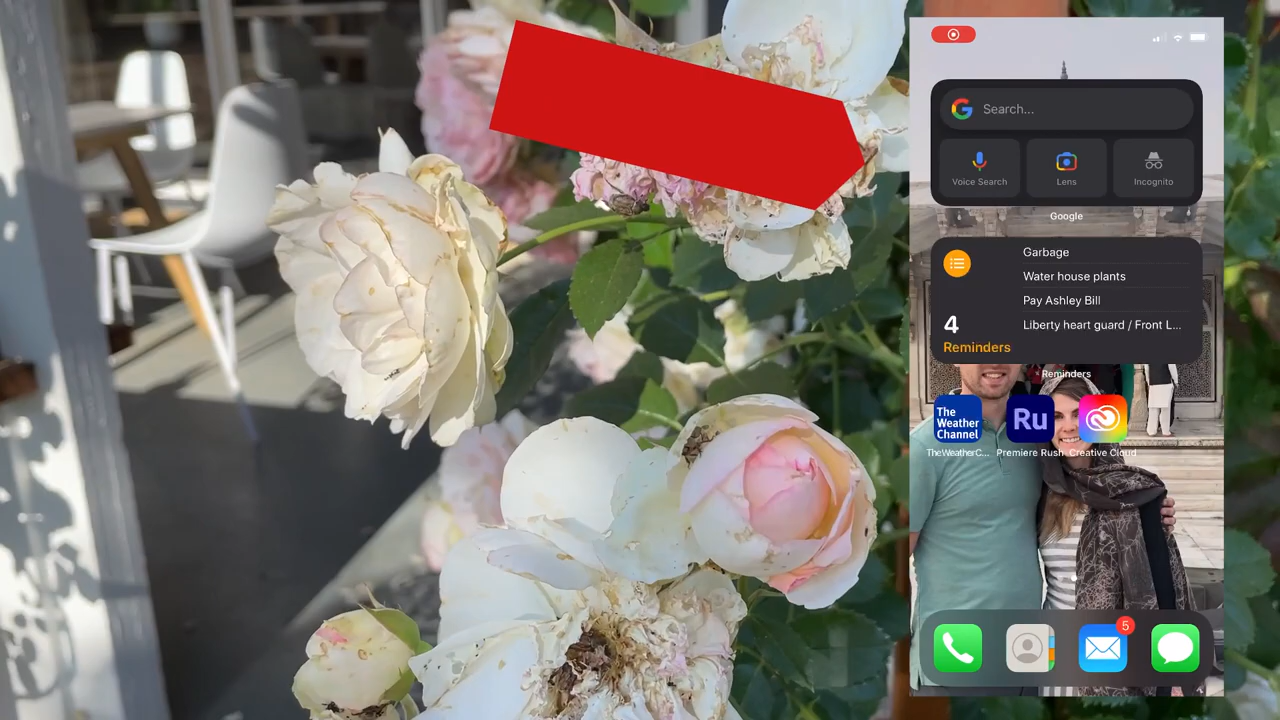 Search...
Voice Search
Lens
Incognito
Google
Garbage
Water house plants
Pay Ashley Bill
Liberty heart guard / Front L...
4
Reminders
Reminders
The Weather Channel
Ru
TheWeatherC...
Premiere Rush
Creative Cloud
5